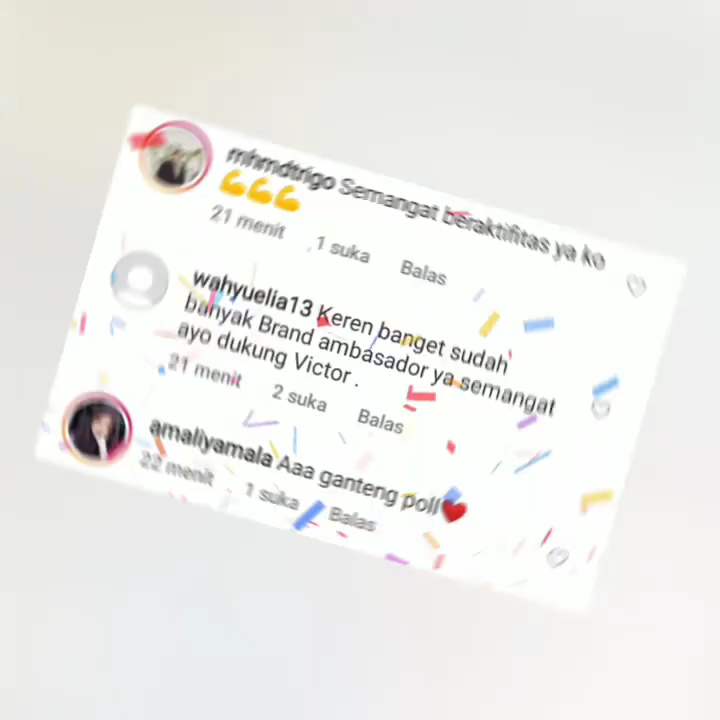 mhmdtrigo Semangat beraktifitas ya ko
💪💪💪
21 menit 1 suka Balas
wahyuelia13 Keren banget sudah
banyak Brand ambasador ya semangat
ayo dukung Victor .
21 menit 2 suka Balas
amaliyamala Aaa ganteng poll❤️
22 menit 1 suka Balas